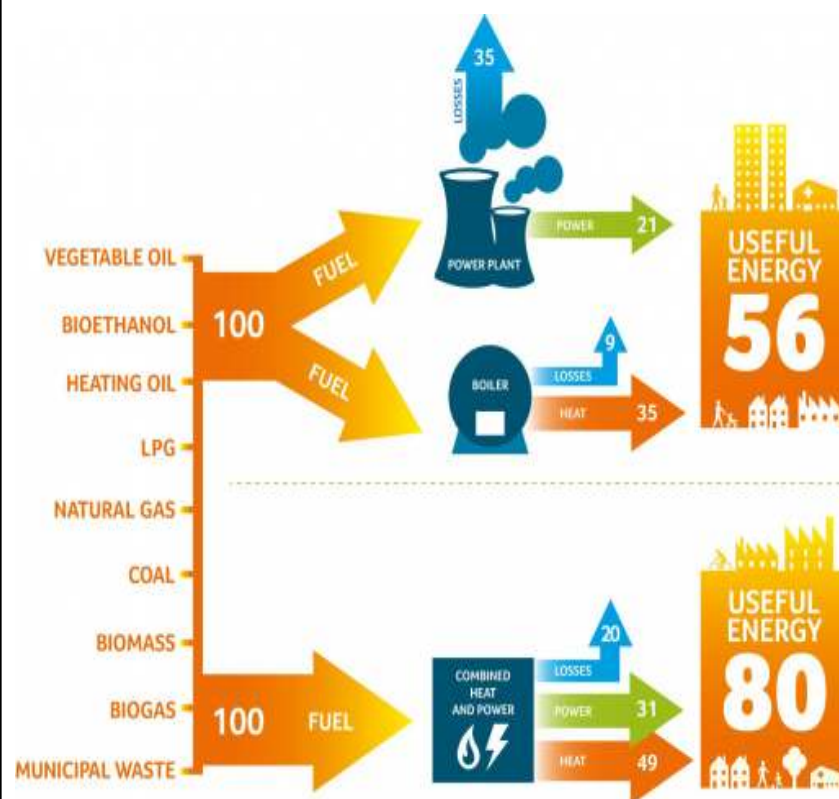 35
LOSSES
VEGETABLE OIL
BIOETHANOL
HEATING OIL
LPG
NATURAL GAS
COAL
BIOMASS
BIOGAS
MUNICIPAL WASTE
100
FUEL
FUEL
POWER PLANT
POWER 21
BOILER
LOSSES 9
HEAT 35
USEFUL
ENERGY
56
100 FUEL
COMBINED
HEAT
AND POWER
LOSSES 20
POWER 31
HEAT 49
USEFUL
ENERGY
80